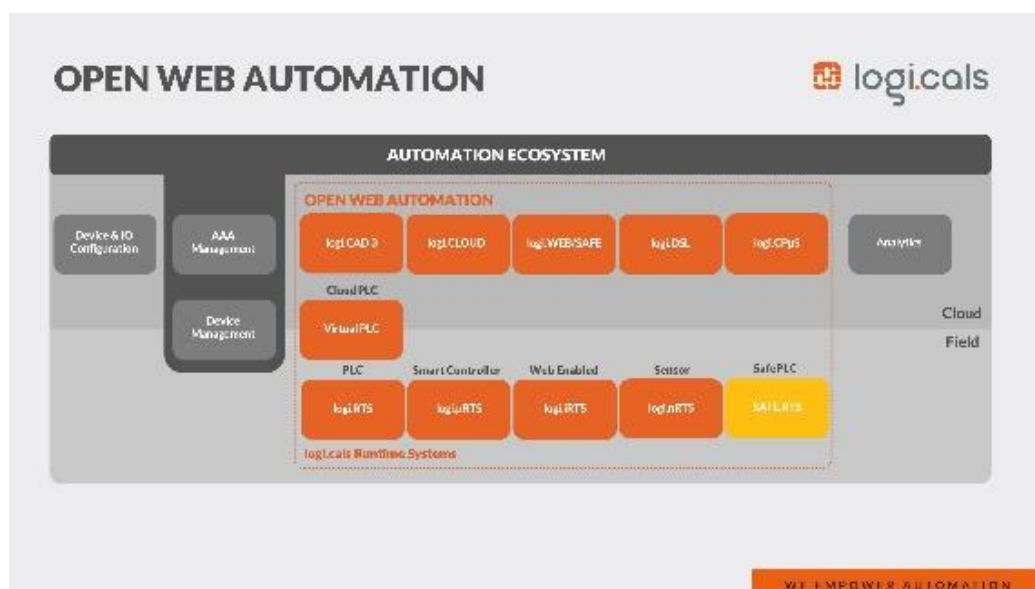 OPEN WEB AUTOMATION
logi.cals
AUTOMATION ECOSYSTEM
OPEN WEB AUTOMATION
Device & IO
Configuration
AAA
Management
logi.CAD 3
logi.CLOUD
logi.WEB/SAFE
logi.DSL
logi.CPpS
Analytics
Cloud PLC
Device
Management
Virtual PLC
Cloud
Field
PLC
Smart Controller
Web Enabled
Sensor
SafePLC
logi.RTS
logi.µRTS
logi.iRTS
logi.nRTS
SAFE.RTS
logi.cals Runtime Systems
WE EMPOWER AUTOMATION